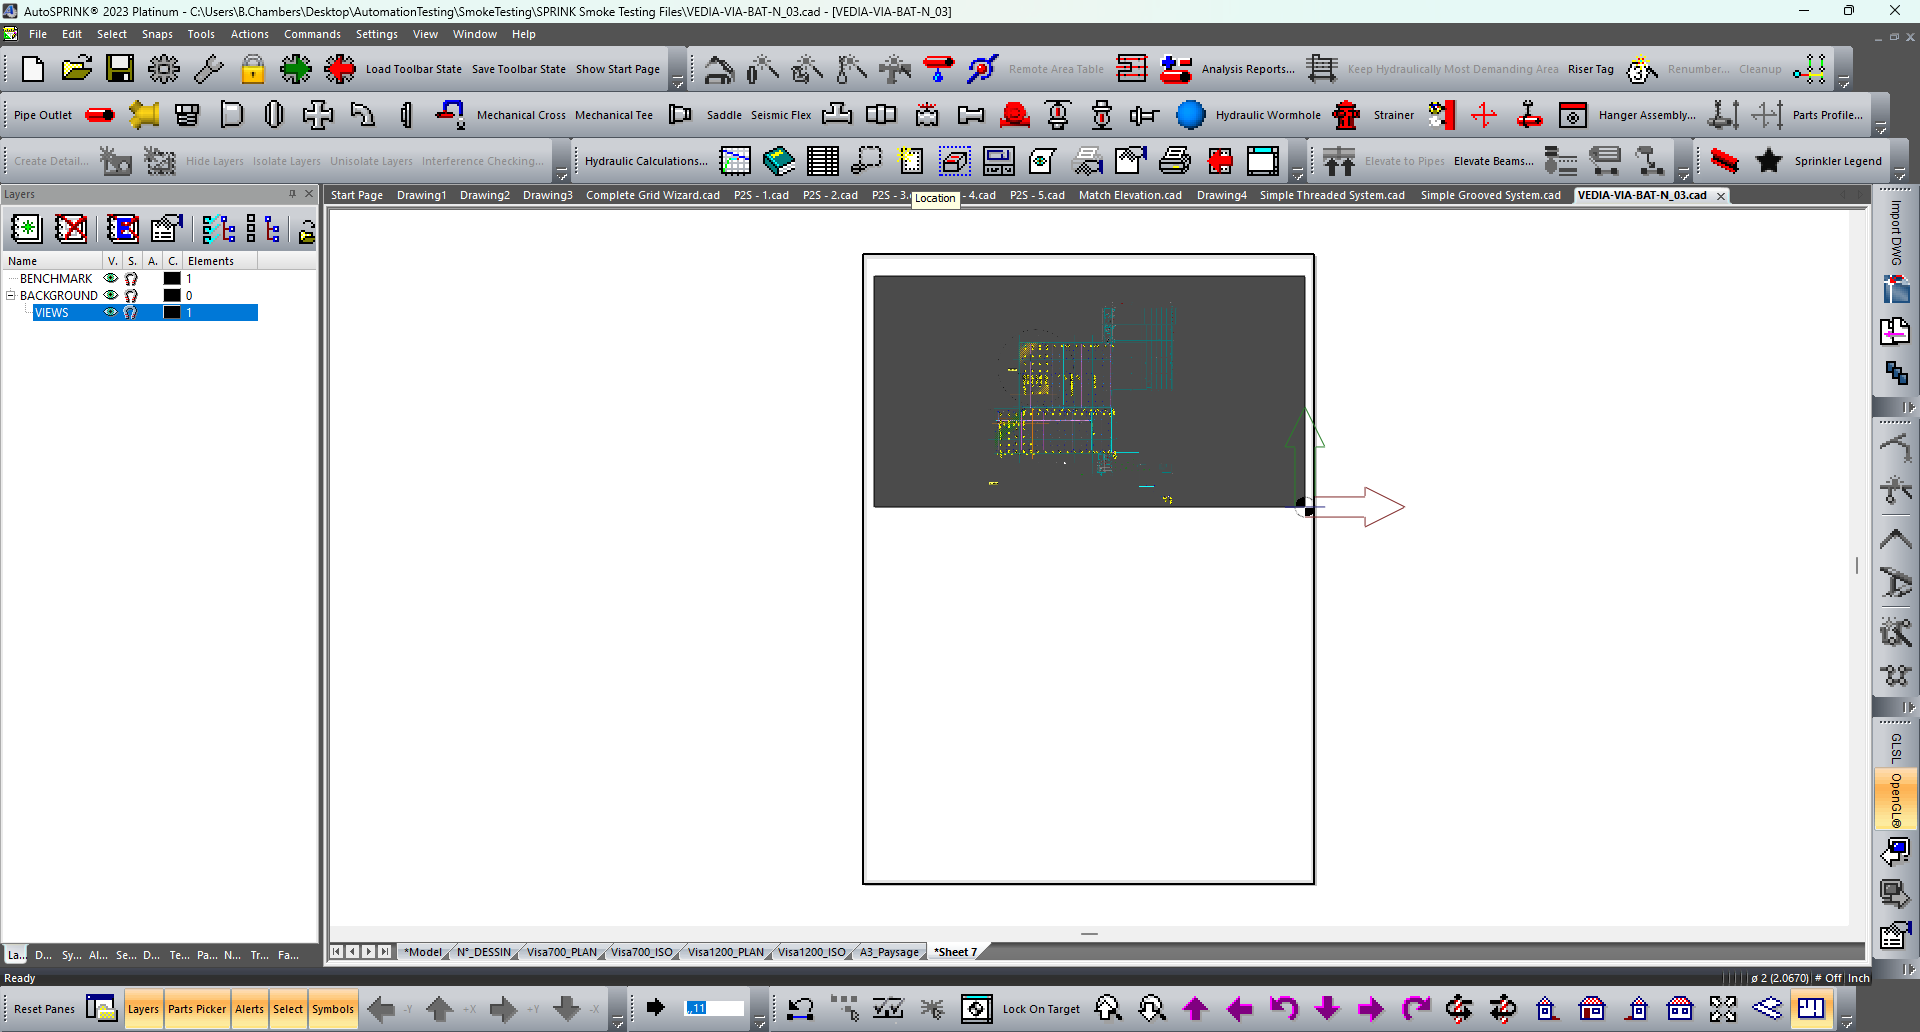 AutoSPRINK® 2023 Platinum - C:\Users\B.Chambers\Desktop\AutomationTesting\SmokeTesting\SPRINK Smoke Testing Files\VEDIA-VIA-BAT-N_03.cad - [VEDIA-VIA-BAT-N_03]
File Edit Select Snaps Tools Actions Commands Settings View Window Help
Load Toolbar State Save Toolbar State Show Start Page Remote Area Table Analysis Reports... Keep Hydraulically Most Demanding Area Riser Tag Renumber... Cleanup
Pipe Outlet Mechanical Cross Mechanical Tee Saddle Seismic Flex Hydraulic Wormhole Strainer Hanger Assembly... Parts Profile...
Create Detail... Hide Layers Isolate Layers Unisolate Layers Interference Checking... Hydraulic Calculations... Elevate to Pipes Elevate Beams... Sprinkler Legend
Layers
Start Page Drawing1 Drawing2 Drawing3 Complete Grid Wizard.cad P2S - 1.cad P2S - 2.cad P2S - 3. - 4.cad P2S - 5.cad Match Elevation.cad Drawing4 Simple Threaded System.cad Simple Grooved System.cad VEDIA-VIA-BAT-N_03.cad
Location
Import DWG
Name V. S. A. C. Elements
BENCHMARK 1
BACKGROUND 0
VIEWS 1
GLSL
OpenGL®
La... D... Sy... Al... Se... D... Te... Pa... N... Tr... Fa...
*Model N°_DESSIN Visa700_PLAN Visa700_ISO Visa1200_PLAN Visa1200_ISO A3_Paysage *Sheet 7
Ready ø 2 (2.0670) # Off Inch
Reset Panes Layers Parts Picker Alerts Select Symbols -Y +X +Y -X ,,11 Lock On Target